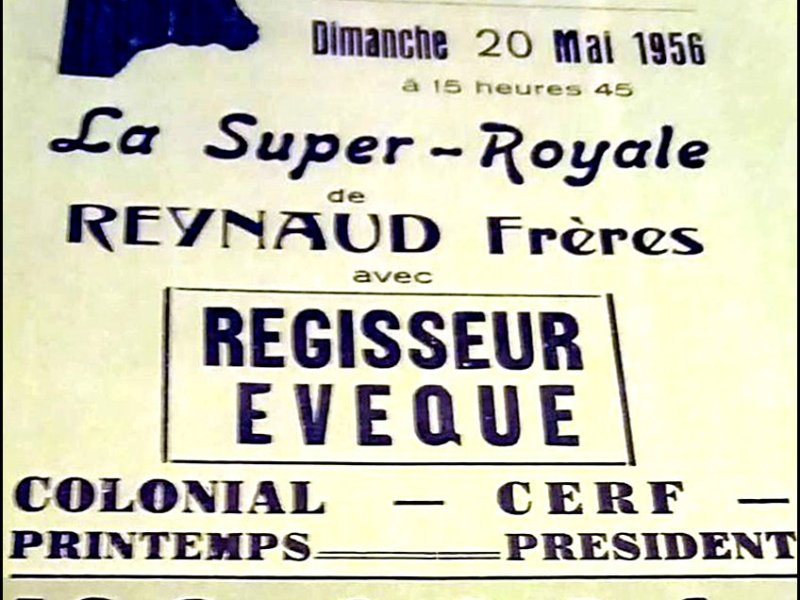 Dimanche 20 Mai 1956
à 15 heures 45
La Super-Royale
de
REYNAUD Frères
avec
REGISSEUR
EVEQUE
COLONIAL — CERF —
PRINTEMPS PRESIDENT